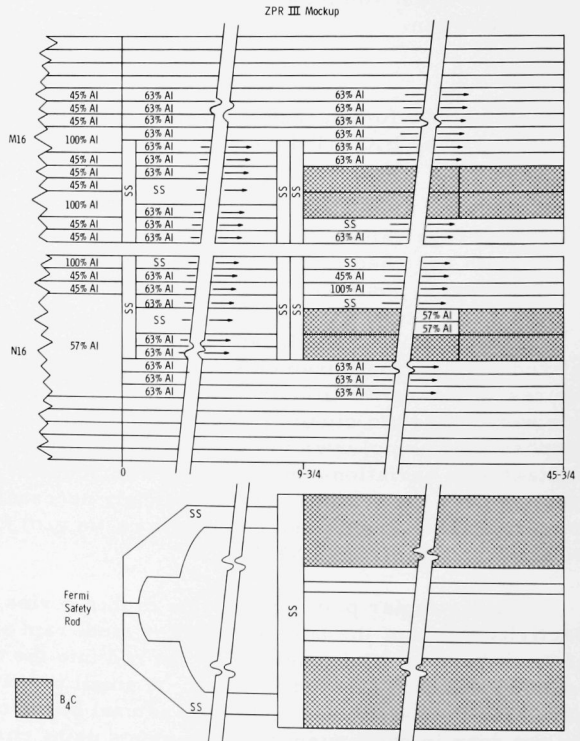 ZPR III Mockup
45% Al 63% Al 63% Al
45% Al 63% Al 63% Al
45% Al 63% Al 63% Al
M16 100% Al 63% Al 63% Al
63% Al 63% Al
45% Al 63% Al 63% Al
45% Al 63% Al
SS SS SS
45% Al SS
100% Al
63% Al
45% Al 63% Al SS
45% Al 63% Al 63% Al
100% Al SS SS
45% Al 63% Al 45% Al
45% Al 63% Al 100% Al
63% Al SS
SS SS SS
SS 57% Al
57% Al
63% Al
N16 57% Al 63% Al
63% Al 63% Al
63% Al 63% Al
63% Al 63% Al
0 9-3/4 45-3/4
SS
Fermi
Safety
Rod
SS
SS
B4C